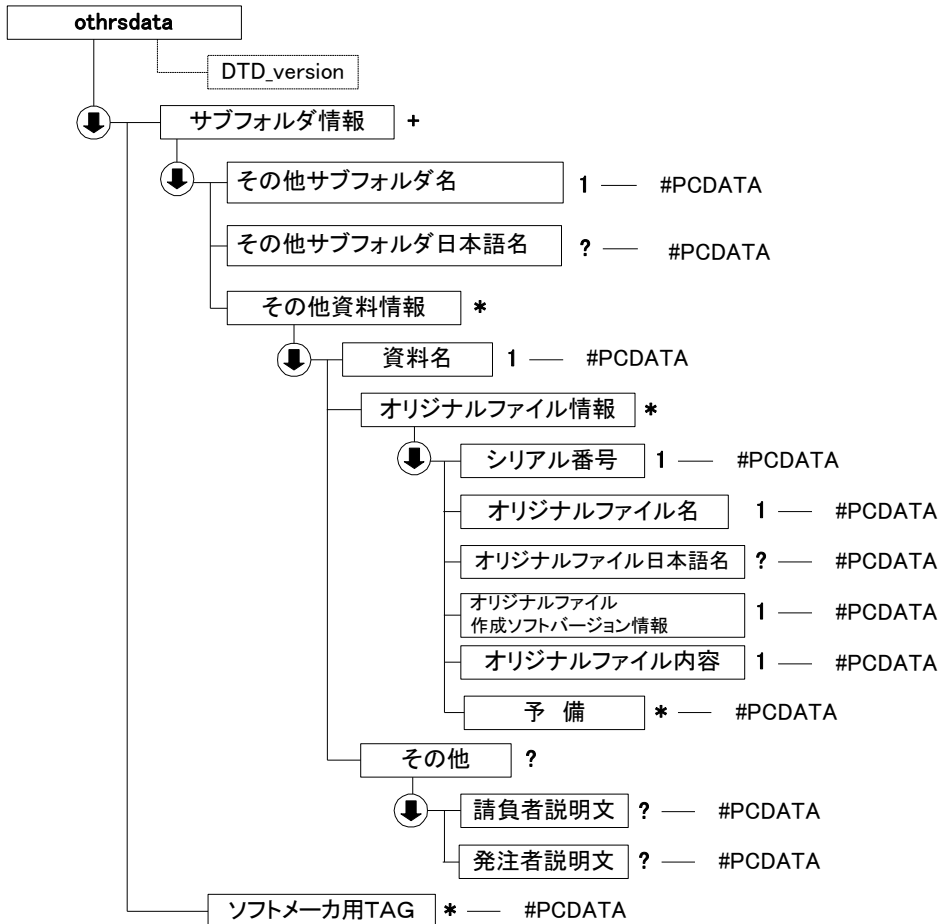 othrsdata
DTD_version
サブフォルダ情報 +
その他サブフォルダ名 1 #PCDATA
その他サブフォルダ日本語名 ? #PCDATA
その他資料情報 *
資料名 1 #PCDATA
オリジナルファイル情報 *
シリアル番号 1 #PCDATA
オリジナルファイル名 1 #PCDATA
オリジナルファイル日本語名 ? #PCDATA
オリジナルファイル
作成ソフトバージョン情報 1 #PCDATA
オリジナルファイル内容 1 #PCDATA
予 備 * #PCDATA
その他 ?
請負者説明文 ? #PCDATA
発注者説明文 ? #PCDATA
ソフトメーカ用TAG * #PCDATA